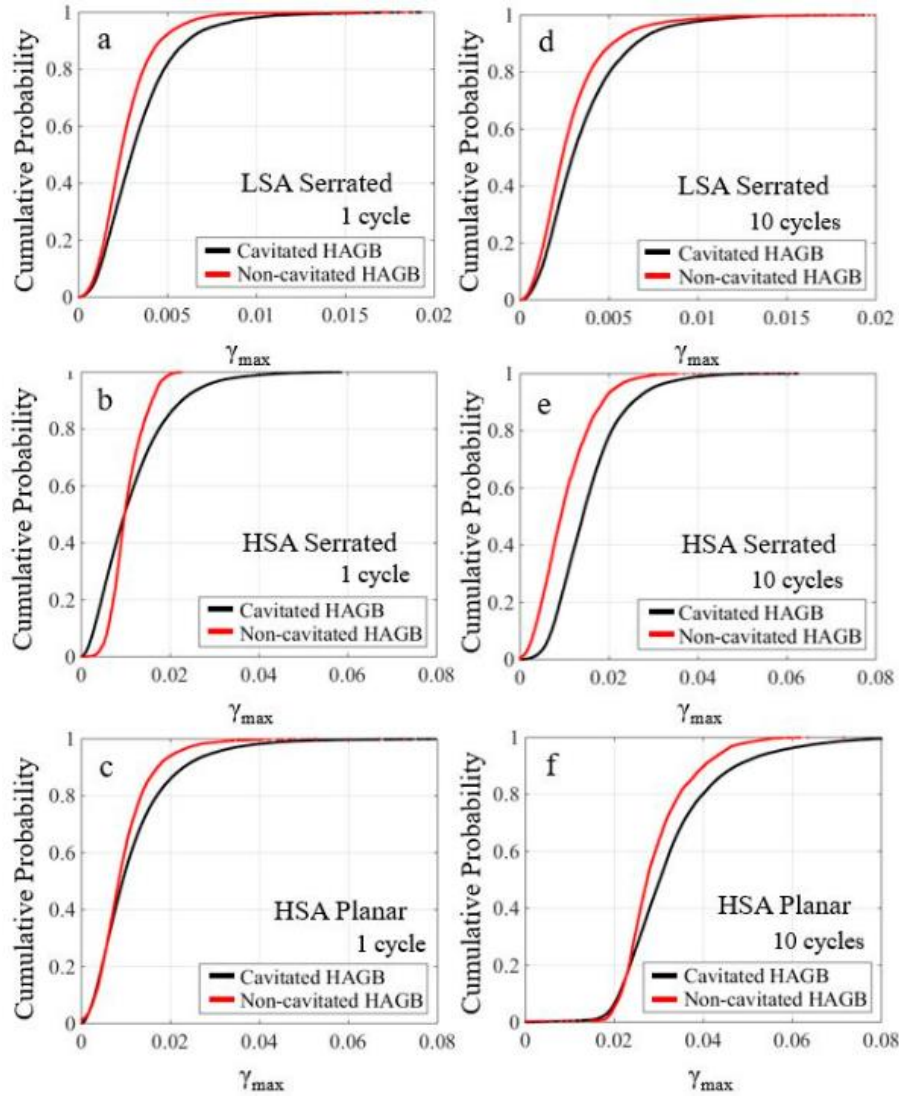 a
Cumulative Probability
1
0.8
0.6
0.4
0.2
0
LSA Serrated
1 cycle
Cavitated HAGB
Non-cavitated HAGB
0 0.005 0.01 0.015 0.02
γmax
d
Cumulative Probability
1
0.8
0.6
0.4
0.2
0
LSA Serrated
10 cycles
Cavitated HAGB
Non-cavitated HAGB
0 0.005 0.01 0.015 0.02
γmax
b
Cumulative Probability
1
0.8
0.6
0.4
0.2
0
HSA Serrated
1 cycle
Cavitated HAGB
Non-cavitated HAGB
0 0.02 0.04 0.06 0.08
γmax
e
Cumulative Probability
1
0.8
0.6
0.4
0.2
0
HSA Serrated
10 cycles
Cavitated HAGB
Non-cavitated HAGB
0 0.02 0.04 0.06 0.08
γmax
c
Cumulative Probability
1
0.8
0.6
0.4
0.2
0
HSA Planar
1 cycle
Cavitated HAGB
Non-cavitated HAGB
0 0.02 0.04 0.06 0.08
γmax
f
Cumulative Probability
1
0.8
0.6
0.4
0.2
0
HSA Planar
10 cycles
Cavitated HAGB
Non-cavitated HAGB
0 0.02 0.04 0.06 0.08
γmax